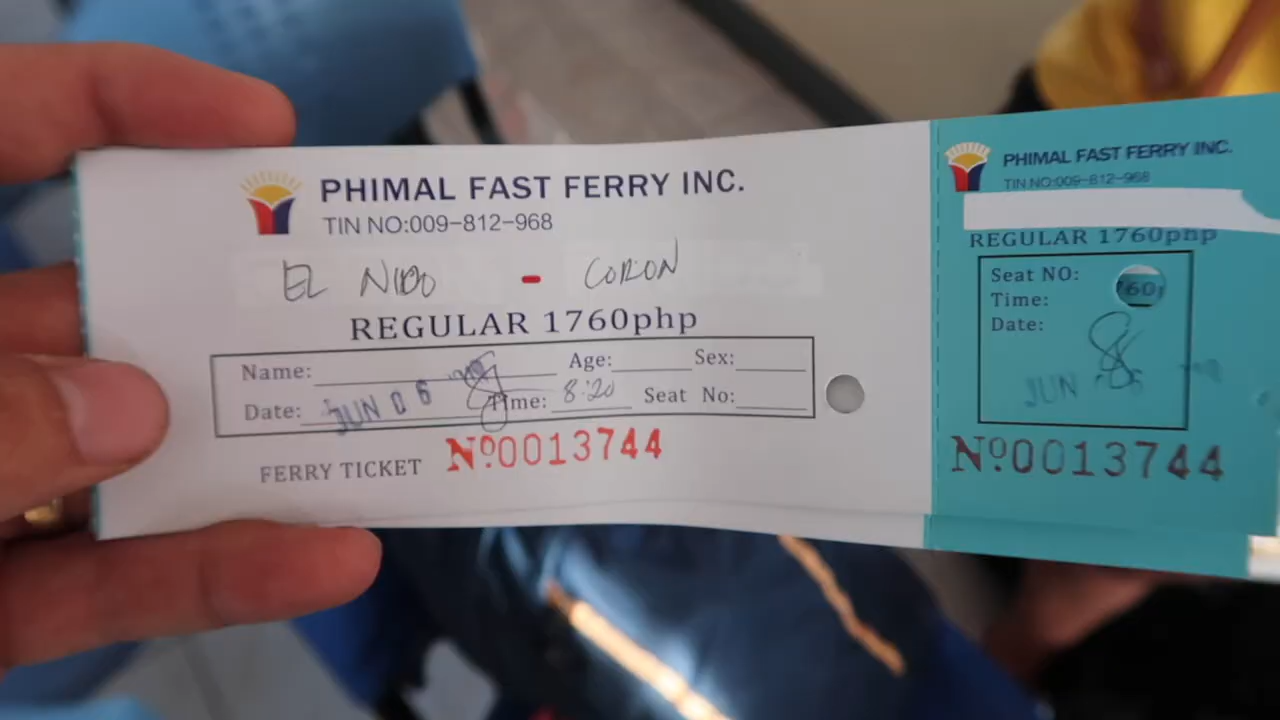 PHIMAL FAST FERRY INC.
TIN NO:009-812-968
EL NIDO - CORON
REGULAR 1760php
Name: Age: Sex:
Date: JUN 06 Time: 8:20 Seat No:
FERRY TICKET Nº0013744
PHIMAL FAST FERRY INC.
TIN NO:009-812-968
REGULAR 1760php
Seat NO: 760
Time:
Date:
JUN
Nº0013744